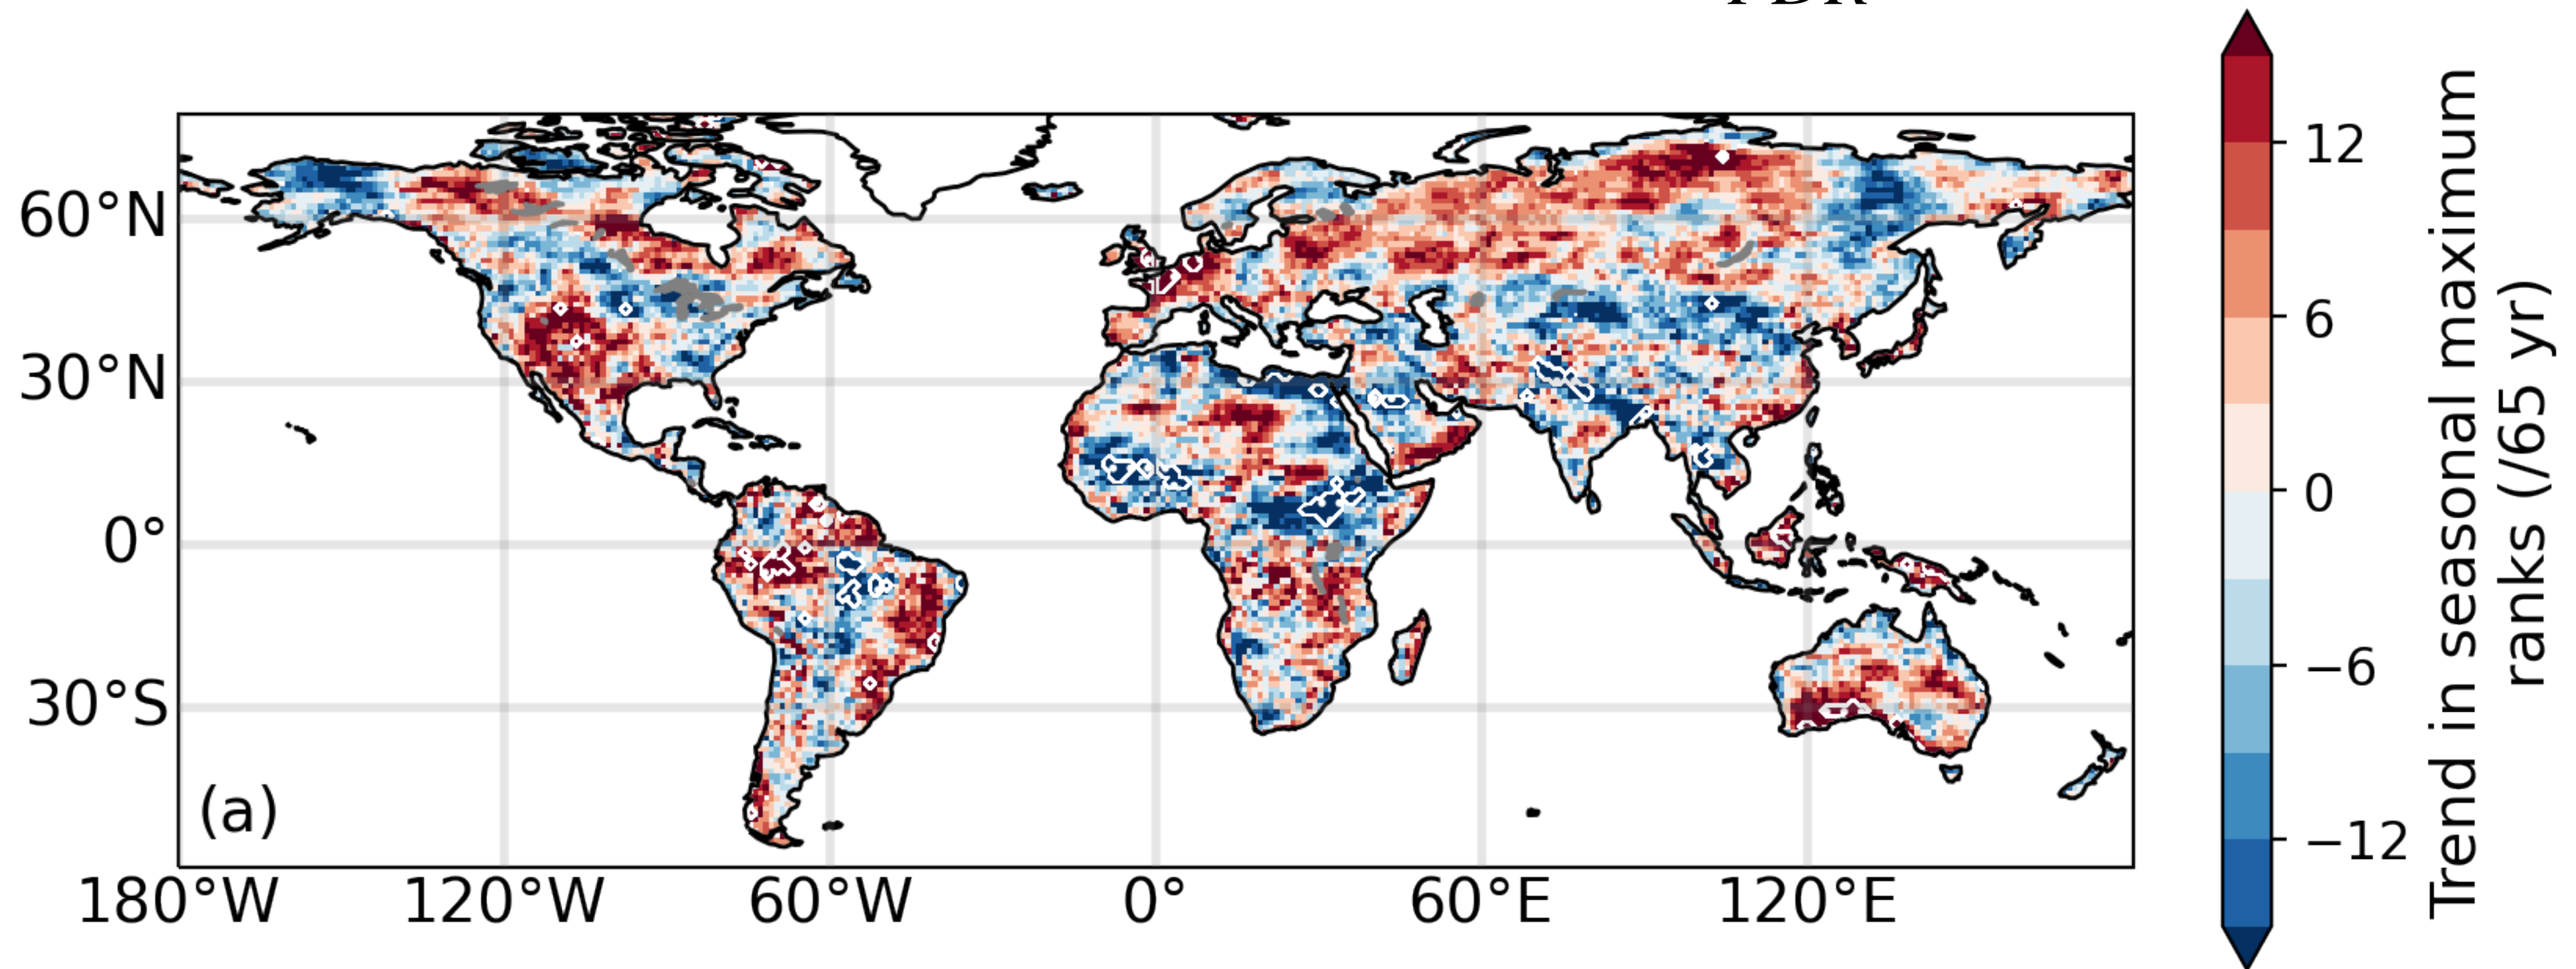 60°N
30°N
0°
30°S
(a)
180°W 120°W 60°W 0° 60°E 120°E
12
6
0
−6
−12
Trend in seasonal maximum
ranks (/65 yr)